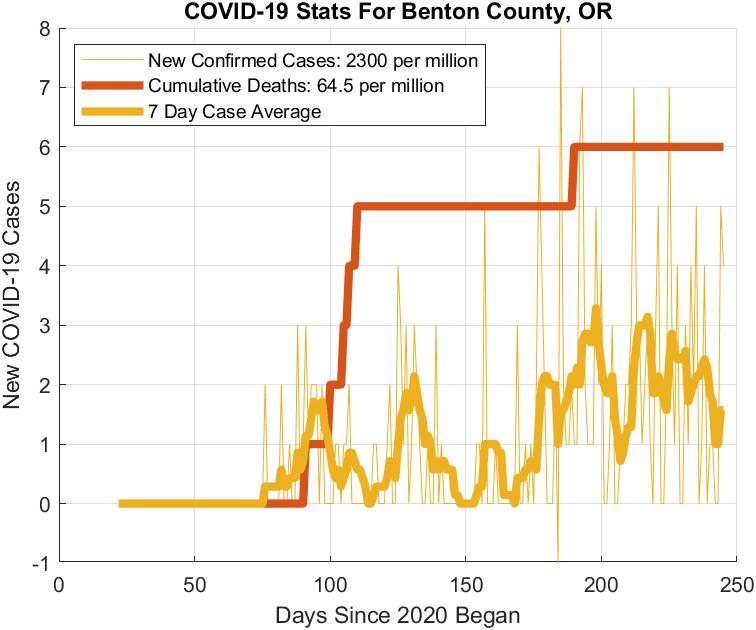 COVID-19 Stats For Benton County, OR
New Confirmed Cases: 2300 per million
Cumulative Deaths: 64.5 per million
7 Day Case Average
8
7
6
5
4
3
2
1
0
-1
New COVID-19 Cases
0 50 100 150 200 250
Days Since 2020 Began